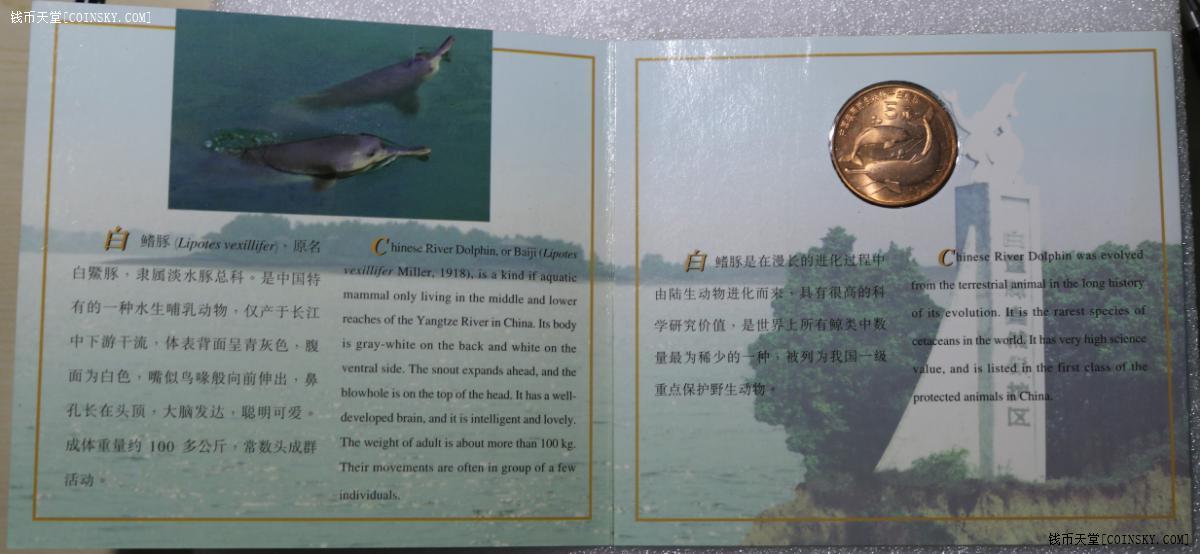 钱币天堂[COINSKY.COM]
白 鳍豚（Lipotes vexillifer），原名
白鱀豚，隶属淡水豚总科。是中国特
有的一种水生哺乳动物，仅产于长江
中下游干流，体表背面呈青灰色，腹
面为白色，嘴似鸟喙般向前伸出，鼻
孔长在头顶，大脑发达，聪明可爱。
成体重量约 100 多公斤，常数头成群
活动。
Chinese River Dolphin, or Baiji (Lipotes
vexillifer Miller, 1918), is a kind if aquatic
mammal only living in the middle and lower
reaches of the Yangtze River in China. Its body
is gray-white on the back and white on the
ventral side. The snout expands ahead, and the
blowhole is on the top of the head. It has a well-
developed brain, and it is intelligent and lovely.
The weight of adult is about more than 100 kg.
Their movements are often in group of a few
individuals.
白 鳍豚是在漫长的进化过程中
由陆生动物进化而来，具有很高的科
学研究价值，是世界上所有鲸类中数
量最为稀少的一种，被列为我国一级
重点保护野生动物。
Chinese River Dolphin was evolved
from the terrestrial animal in the long history
of its evolution. It is the rarest species of
cetaceans in the world. It has very high science
value, and is listed in the first class of the
protected animals in China.
钱币天堂[COINSKY.COM]